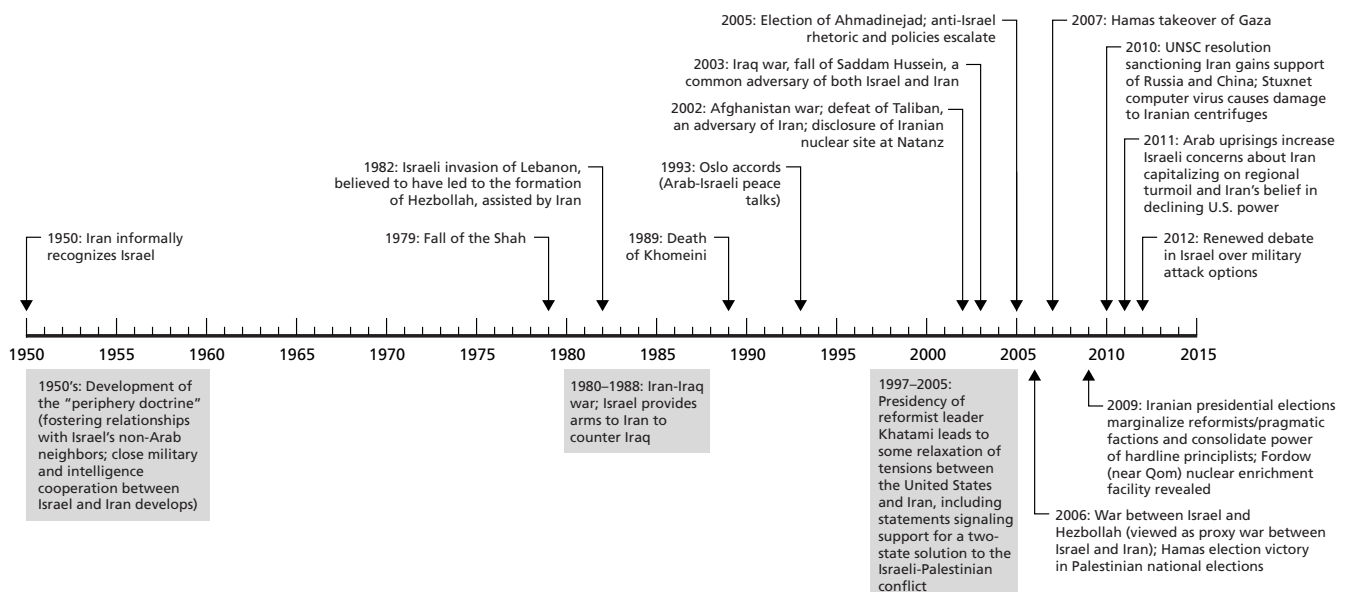 2005: Election of Ahmadinejad; anti-Israel
rhetoric and policies escalate
2003: Iraq war, fall of Saddam Hussein, a
common adversary of both Israel and Iran
2002: Afghanistan war; defeat of Taliban,
an adversary of Iran; disclosure of Iranian
nuclear site at Natanz
2007: Hamas takeover of Gaza
2010: UNSC resolution
sanctioning Iran gains support
of Russia and China; Stuxnet
computer virus causes damage
to Iranian centrifuges
2011: Arab uprisings increase
Israeli concerns about Iran
capitalizing on regional
turmoil and Iran's belief in
declining U.S. power
1982: Israeli invasion of Lebanon,
believed to have led to the formation
of Hezbollah, assisted by Iran
1993: Oslo accords
(Arab-Israeli peace
talks)
1950: Iran informally
recognizes Israel
1979: Fall of the Shah
1989: Death
of Khomeini
2012: Renewed debate
in Israel over military
attack options
1950 1955 1960 1965 1970 1975 1980 1985 1990 1995 2000 2005 2010 2015
1950's: Development of
the “periphery doctrine”
(fostering relationships
with Israel's non-Arab
neighbors; close military
and intelligence
cooperation between
Israel and Iran develops)
1980–1988: Iran-Iraq
war; Israel provides
arms to Iran to
counter Iraq
1997–2005:
Presidency of
reformist leader
Khatami leads to
some relaxation of
tensions between
the United States
and Iran, including
statements signaling
support for a two-
state solution to the
Israeli-Palestinian
conflict
2009: Iranian presidential elections
marginalize reformists/pragmatic
factions and consolidate power
of hardline principlists; Fordow
(near Qom) nuclear enrichment
facility revealed
2006: War between Israel and
Hezbollah (viewed as proxy war between
Israel and Iran); Hamas election victory
in Palestinian national elections